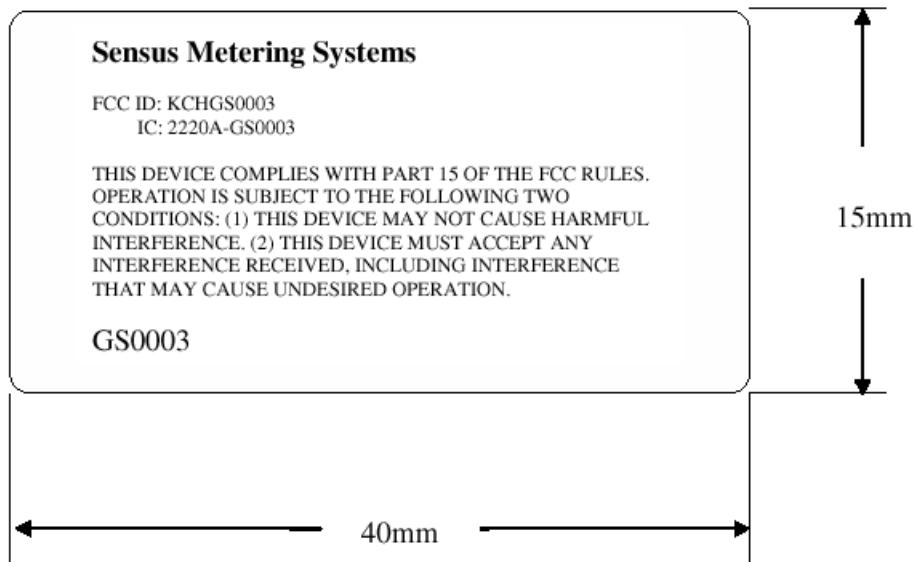 Sensus Metering Systems
FCC ID: KCHGS0003
IC: 2220A-GS0003
THIS DEVICE COMPLIES WITH PART 15 OF THE FCC RULES.
OPERATION IS SUBJECT TO THE FOLLOWING TWO
CONDITIONS: (1) THIS DEVICE MAY NOT CAUSE HARMFUL
INTERFERENCE. (2) THIS DEVICE MUST ACCEPT ANY
INTERFERENCE RECEIVED, INCLUDING INTERFERENCE
THAT MAY CAUSE UNDESIRED OPERATION.
GS0003
15mm
40mm